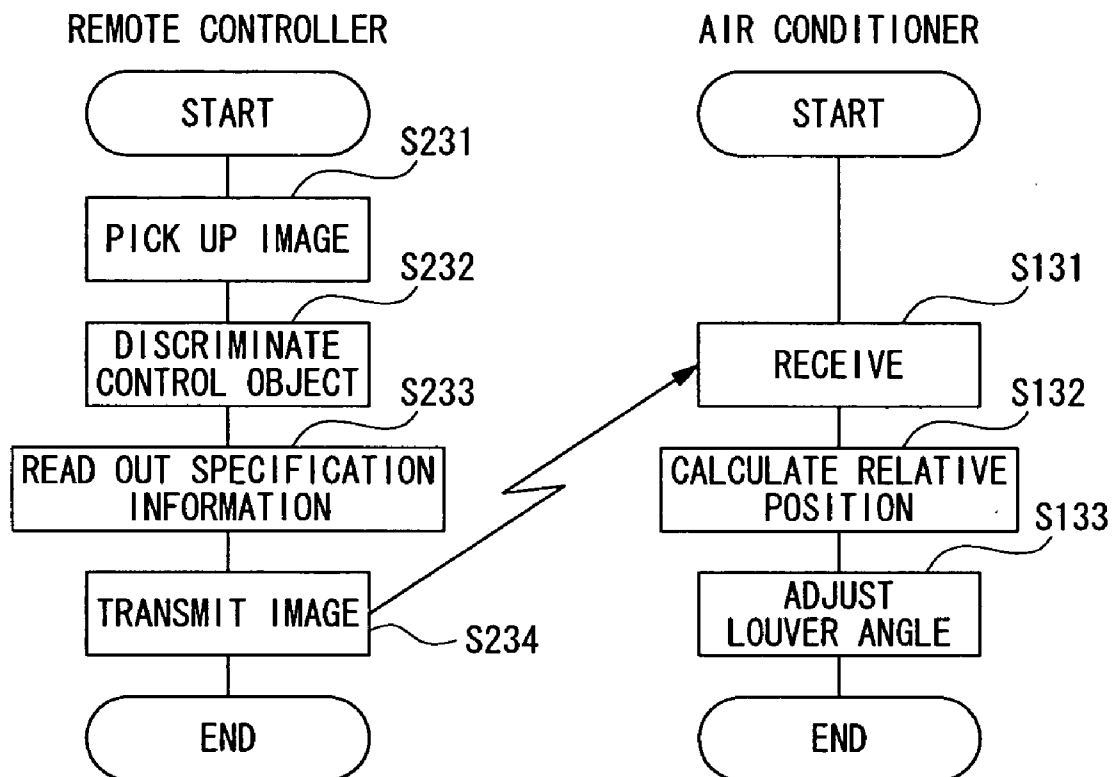 REMOTE CONTROLLER
START
S231
PICK UP IMAGE
S232
DISCRIMINATE
CONTROL OBJECT
S233
READ OUT SPECIFICATION
INFORMATION
TRANSMIT IMAGE
S234
END
AIR CONDITIONER
START
S131
RECEIVE
S132
CALCULATE RELATIVE
POSITION
S133
ADJUST
LOUVER ANGLE
END